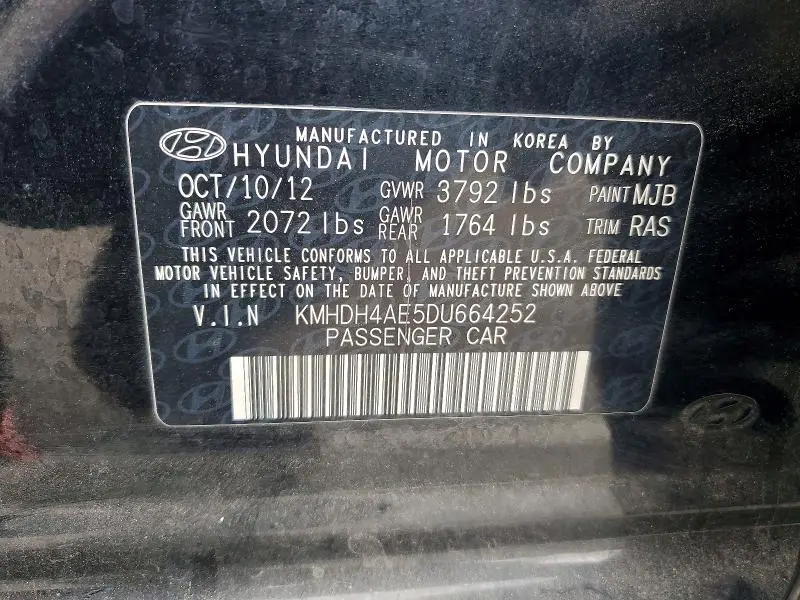 MANUFACTURED IN KOREA BY
HYUNDAI MOTOR COMPANY
OCT/10/12 GVWR 3792 lbs PAINT MJB
GAWR FRONT 2072 lbs GAWR REAR 1764 lbs TRIM RAS
THIS VEHICLE CONFORMS TO ALL APPLICABLE U.S.A. FEDERAL
MOTOR VEHICLE SAFETY, BUMPER, AND THEFT PREVENTION STANDARDS
IN EFFECT ON THE DATE OF MANUFACTURE SHOWN ABOVE
V.I.N KMHDH4AE5DU664252
PASSENGER CAR